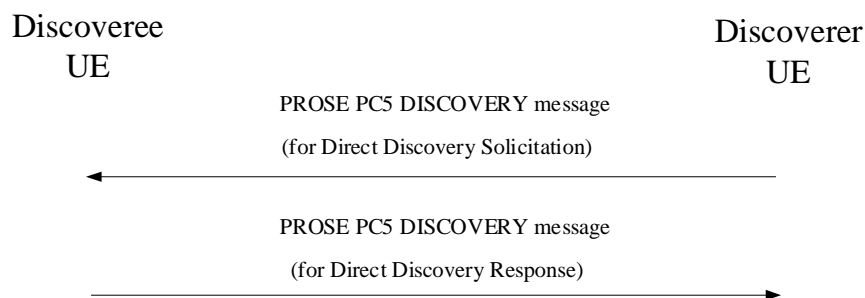 Discoveree
UE
Discoverer
UE
PROSE PC5 DISCOVERY message
(for Direct Discovery Solicitation)
PROSE PC5 DISCOVERY message
(for Direct Discovery Response)